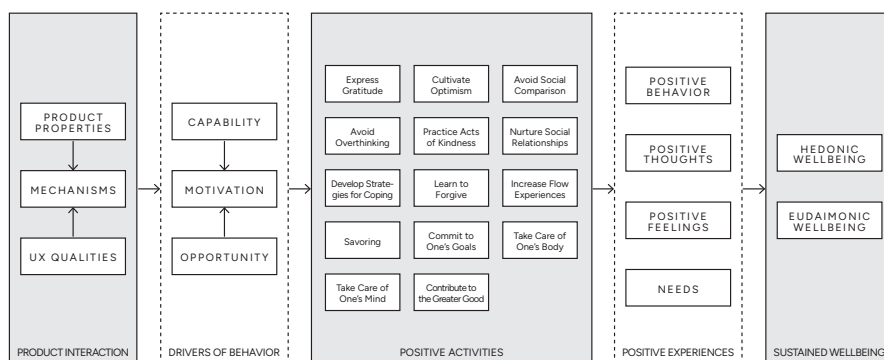 PRODUCT
PROPERTIES
MECHANISMS
UX QUALITIES
PRODUCT INTERACTION
CAPABILITY
MOTIVATION
OPPORTUNITY
DRIVERS OF BEHAVIOR
Express
Gratitude
Cultivate
Optimism
Avoid Social
Comparison
Avoid
Overthinking
Practice Acts
of Kindness
Nurture Social
Relationships
Develop Strate-
gies for Coping
Learn to
Forgive
Increase Flow
Experiences
Savoring
Commit to
One's Goals
Take Care of
One's Body
Take Care of
One's Mind
Contribute to
the Greater Good
POSITIVE ACTIVITIES
POSITIVE
BEHAVIOR
POSITIVE
THOUGHTS
POSITIVE
FEELINGS
NEEDS
POSITIVE EXPERIENCES
HEDONIC
WELLBEING
EUDAIMONIC
WELLBEING
SUSTAINED WELLBEING